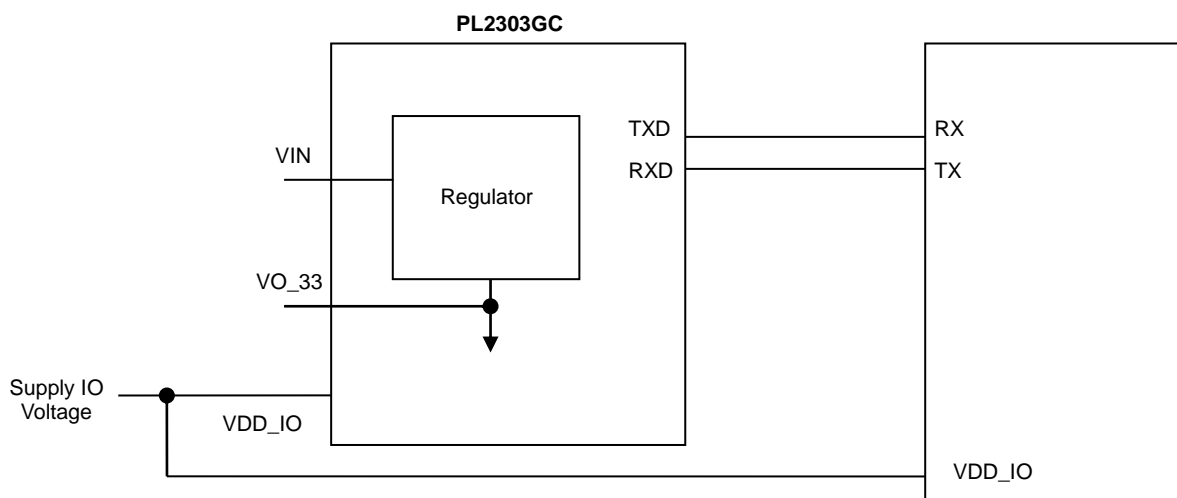 PL2303GC
TXD
RX
VIN
RXD
TX
Regulator
VO_33
Supply IO
Voltage
VDD_IO
VDD_IO